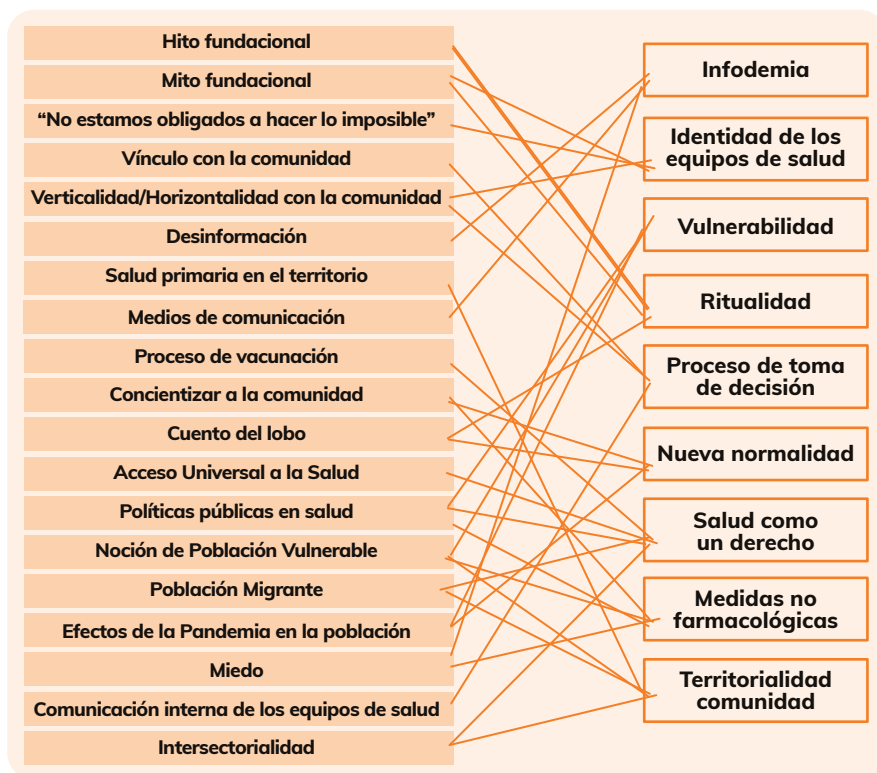 Hito fundacional
Mito fundacional
“No estamos obligados a hacer lo imposible”
Vínculo con la comunidad
Verticalidad/Horizontalidad con la comunidad
Desinformación
Salud primaria en el territorio
Medios de comunicación
Proceso de vacunación
Concientizar a la comunidad
Cuento del lobo
Acceso Universal a la Salud
Políticas públicas en salud
Noción de Población Vulnerable
Población Migrante
Efectos de la Pandemia en la población
Miedo
Comunicación interna de los equipos de salud
Intersectorialidad
Infodemia
Identidad de los
equipos de salud
Vulnerabilidad
Ritualidad
Proceso de toma
de decisión
Nueva normalidad
Salud como
un derecho
Medidas no
farmacológicas
Territorialidad
comunidad